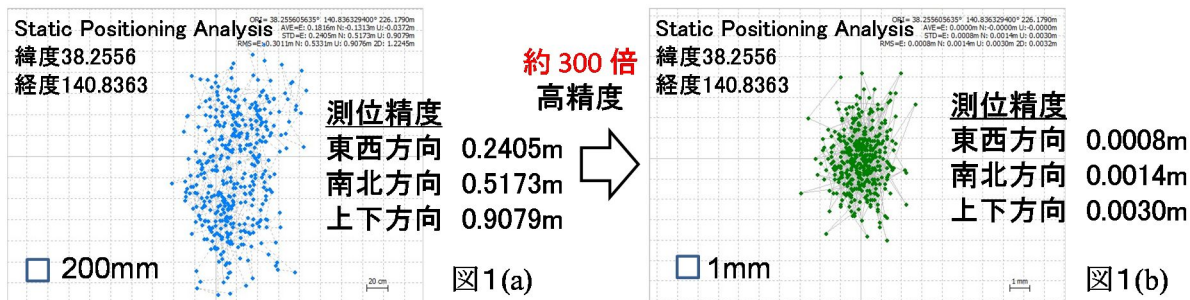 ORI= 38.255605635° 140.836329400° 226.1790m
AVE=E: 0.1816m N:-0.1313m U:-0.0372m
STD=E: 0.2405m N: 0.5173m U: 0.9079m
RMS=E: 0.3011m N: 0.5331m U: 0.9076m 2D: 1.2245m
Static Positioning Analysis
緯度38.2556
経度140.8363
測位精度
東西方向 0.2405m
南北方向 0.5173m
上下方向 0.9079m
200mm
20 cm
図1(a)
約300倍
高精度
ORI= 38.255605635° 140.836329400° 226.1790m
AVE=E: 0.0000m N:-0.0000m U:-0.0000m
STD=E: 0.0008m N: 0.0014m U: 0.0030m
RMS=E: 0.0008m N: 0.0014m U: 0.0030m 2D: 0.0032m
Static Positioning Analysis
緯度38.2556
経度140.8363
測位精度
東西方向 0.0008m
南北方向 0.0014m
上下方向 0.0030m
1mm
1 mm
図1(b)